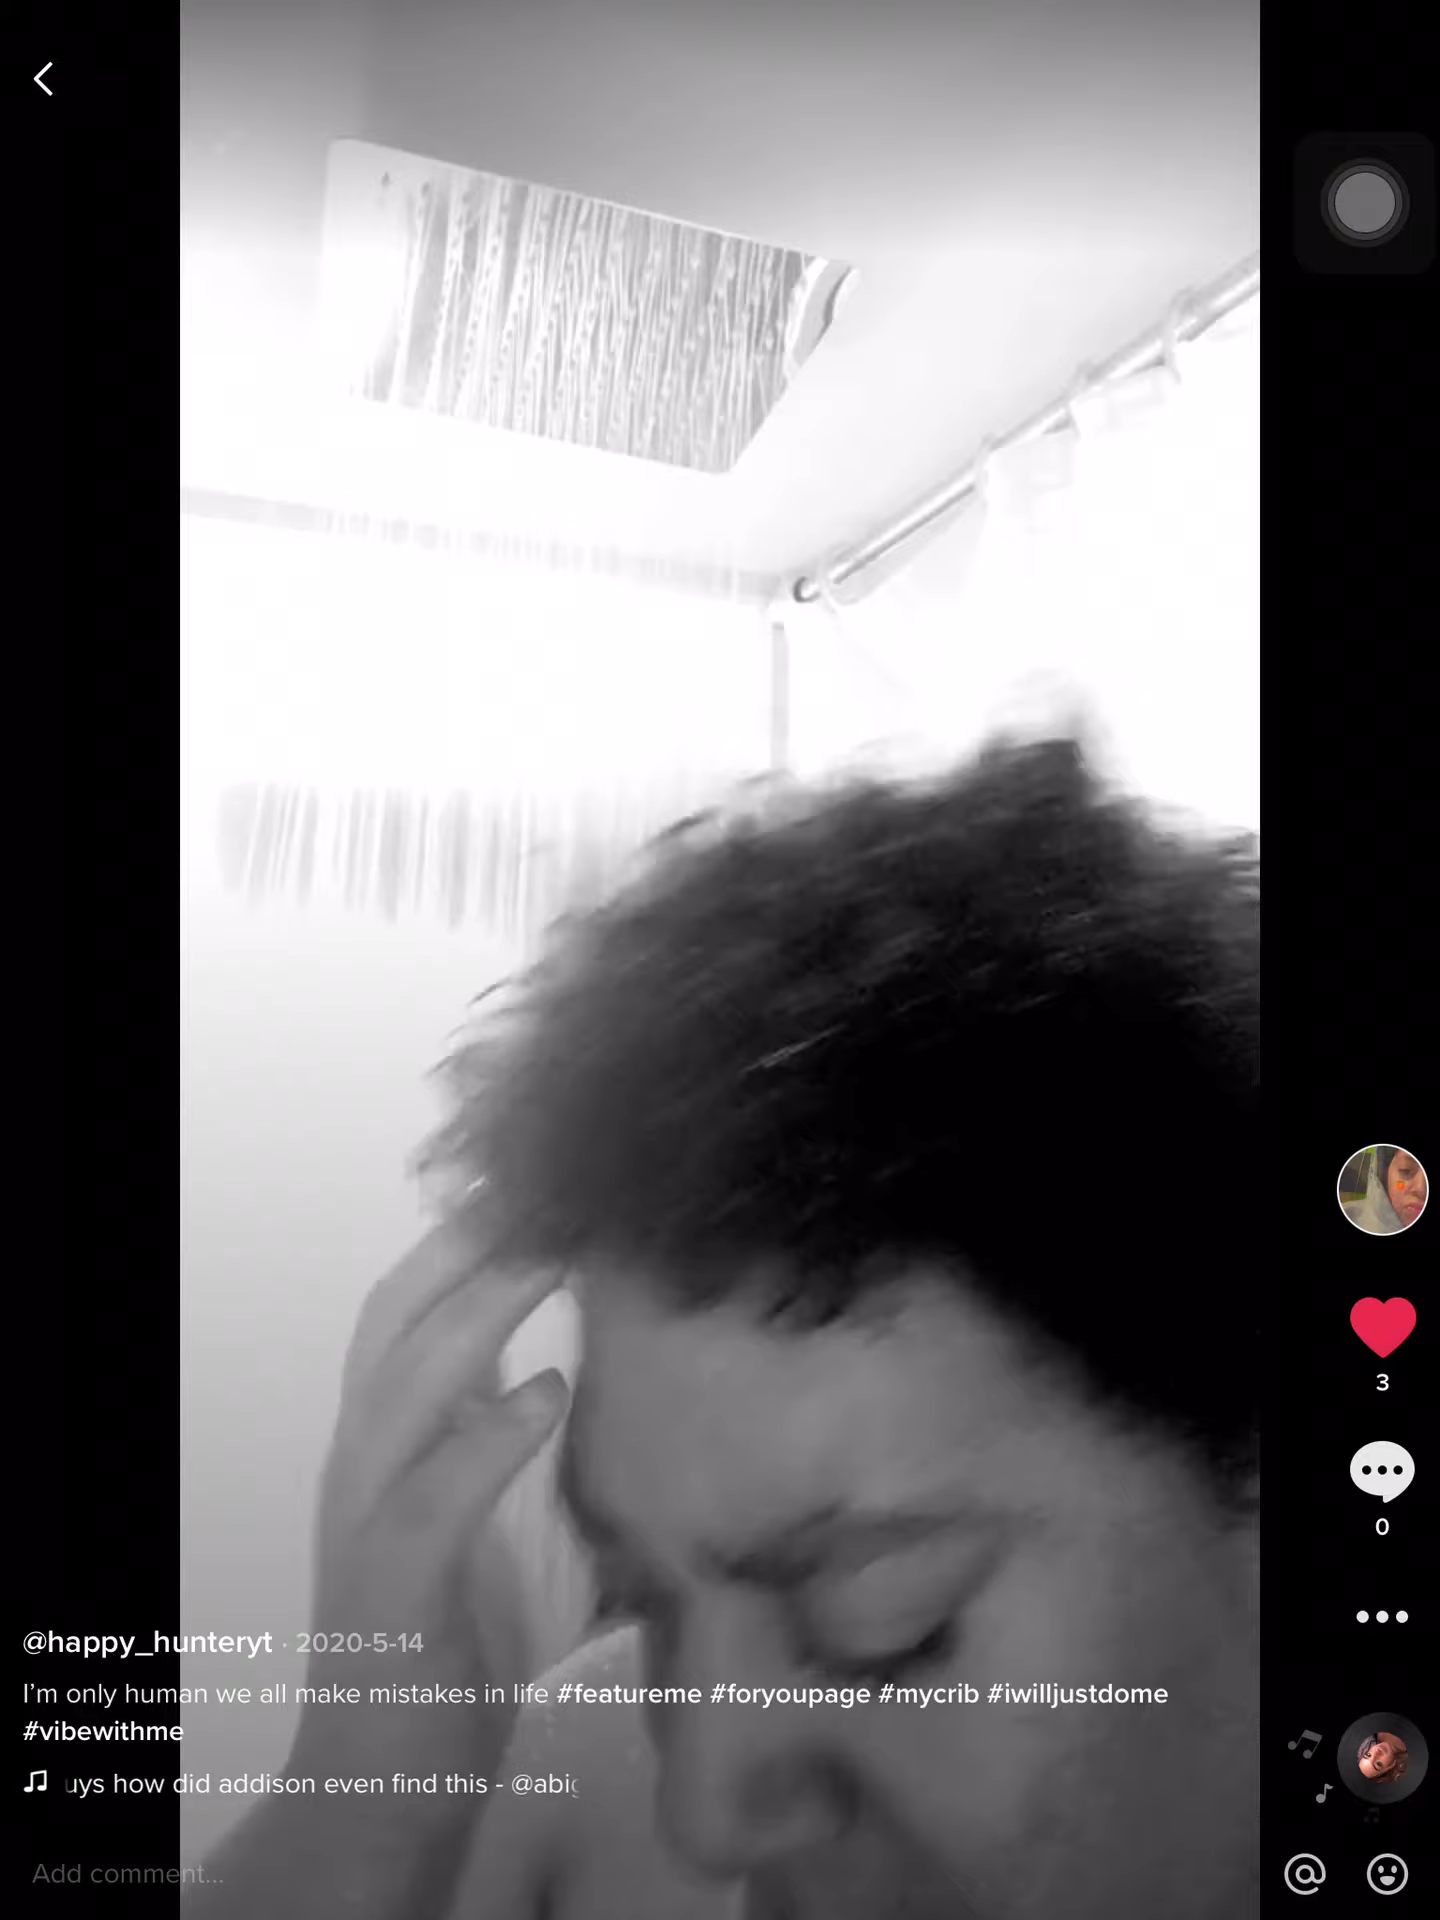 3
0
@happy_hunteryt · 2020-5-14
I'm only human we all make mistakes in life #featureme #foryoupage #mycrib #iwilljustdome
#vibewithme
uys how did addison even find this - @abig
Add comment...